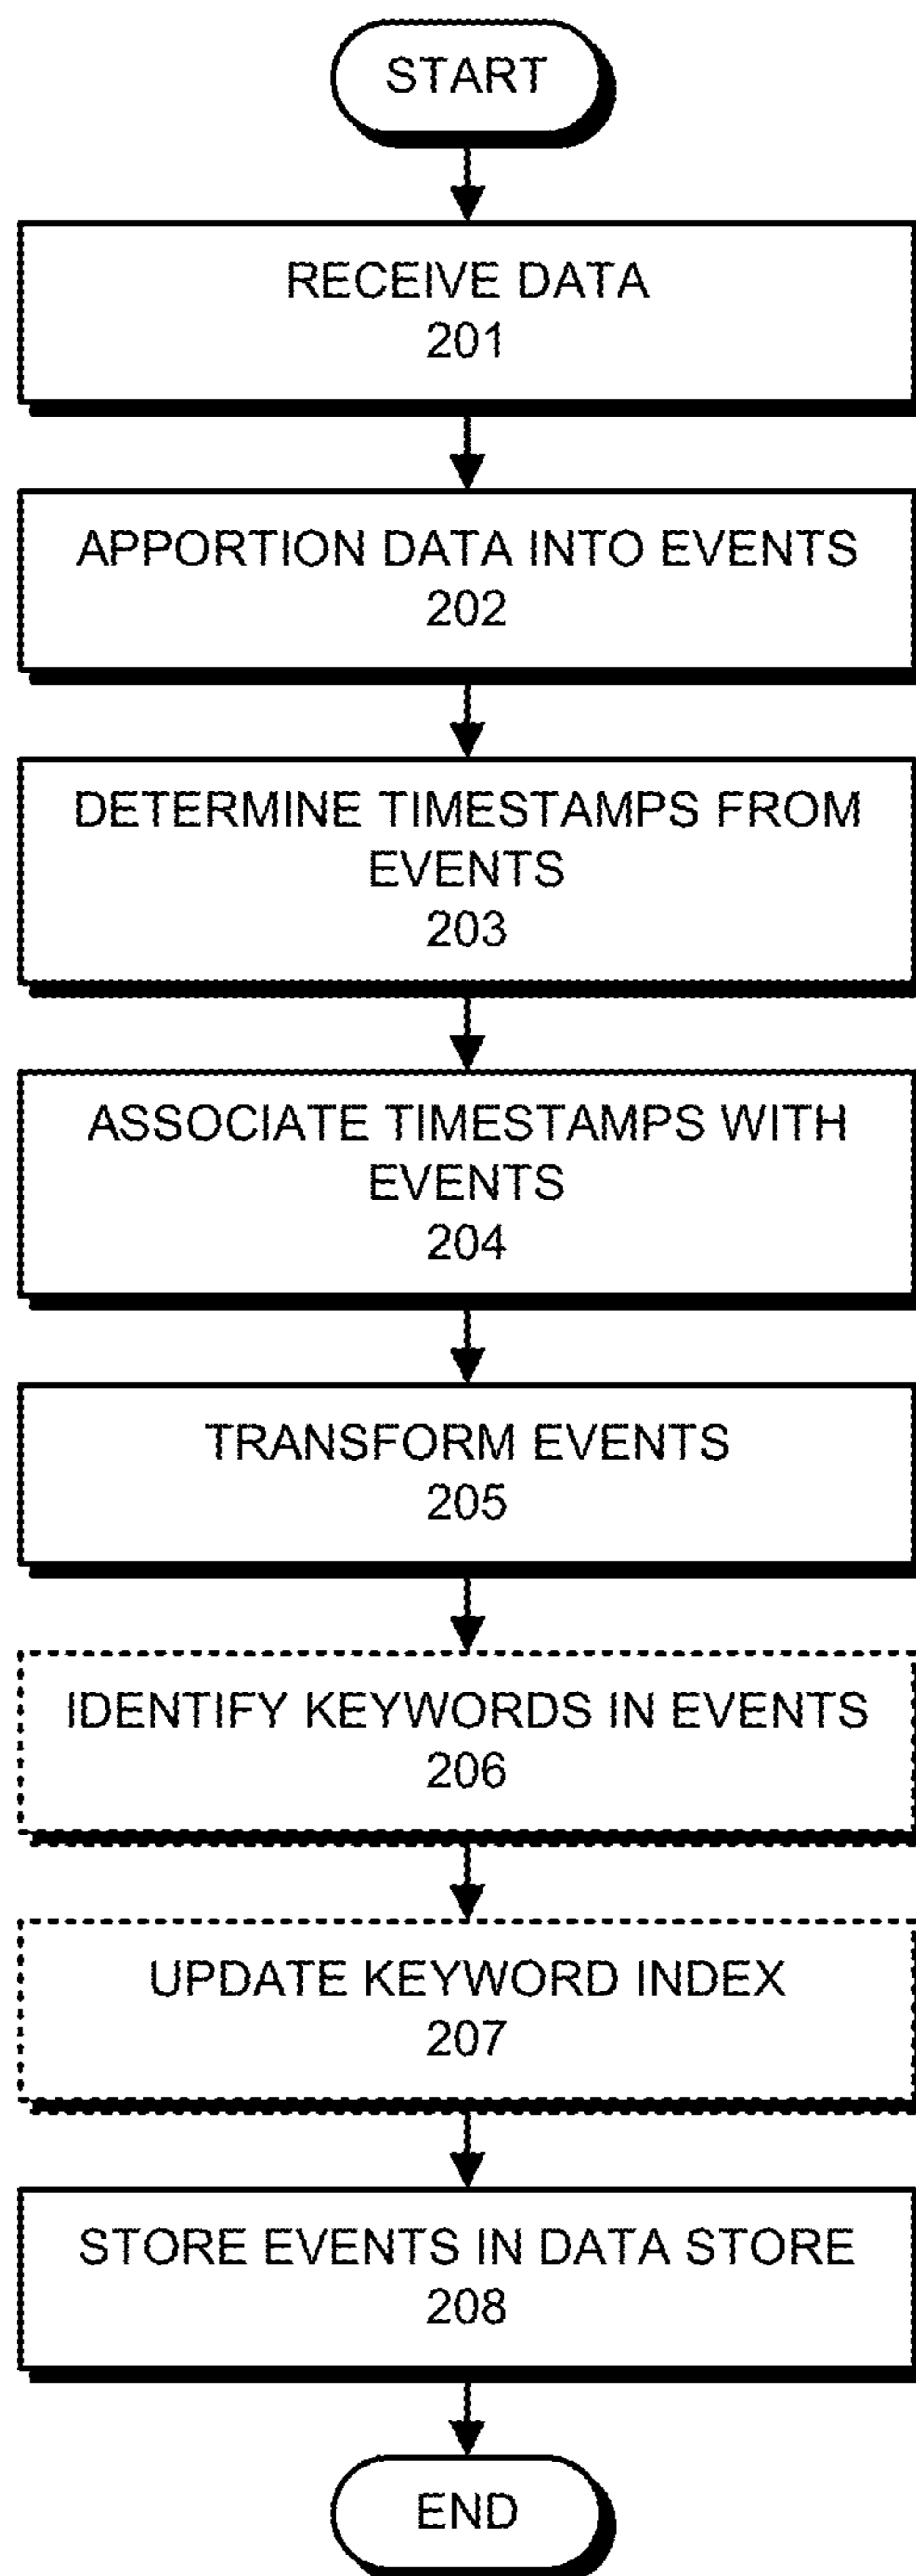 START
RECEIVE DATA
201
APPORTION DATA INTO EVENTS
202
DETERMINE TIMESTAMPS FROM
EVENTS
203
ASSOCIATE TIMESTAMPS WITH
EVENTS
204
TRANSFORM EVENTS
205
IDENTIFY KEYWORDS IN EVENTS
206
UPDATE KEYWORD INDEX
207
STORE EVENTS IN DATA STORE
208
END